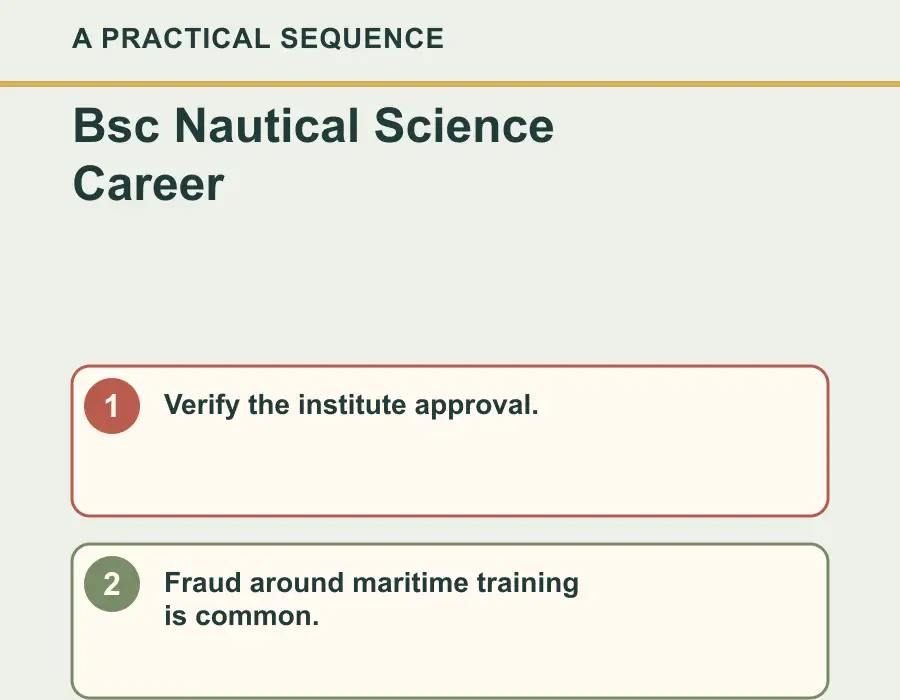 A PRACTICAL SEQUENCE
Bsc Nautical Science
Career
1
Verify the institute approval.
2
Fraud around maritime training
is common.